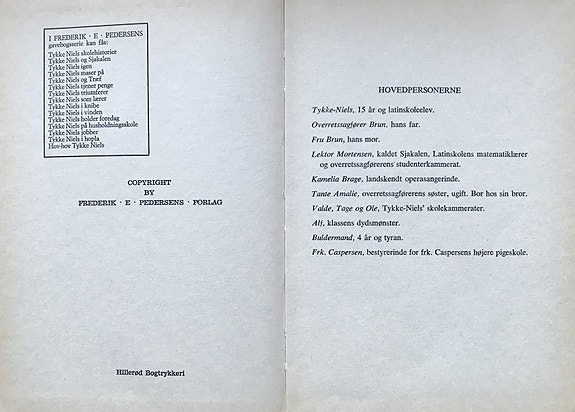 I FREDERIK · E · PEDERSENS
gavebogsserie kan fås:
Tykke Niels skolehistorier
Tykke Niels og Sjakalen
Tykke Niels igen
Tykke Niels maser på
Tykke Niels og Træf
Tykke Niels tjener penge
Tykke Niels triumferer
Tykke Niels som lærer
Tykke Niels i knibe
Tykke Niels i vinden
Tykke Niels holder foredag
Tykke Niels på husholdningsskole
Tykke Niels jobber
Tykke Niels i hopla
Hov-hov Tykke Niels
COPYRIGHT
BY
FREDERIK · E · PEDERSENS · FORLAG
Hillerød Bogtrykkeri
HOVEDPERSONERNE
Tykke-Niels, 15 år og latinskoleelev.
Overretssagfører Brun, hans far.
Fru Brun, hans mor.
Lektor Mortensen, kaldet Sjakalen, Latinskolens matematiklærer
og overretssagførerens studenterkammerat.
Kamelia Brage, landskendt operasangerinde.
Tante Amalie, overretssagførerens søster, ugift. Bor hos sin bror.
Valde, Tage og Ole, Tykke-Niels' skolekammerater.
Alf, klassens dydsmønster.
Buldermand, 4 år og tyran.
Frk. Caspersen, bestyrerinde for frk. Caspersens højere pigeskole.